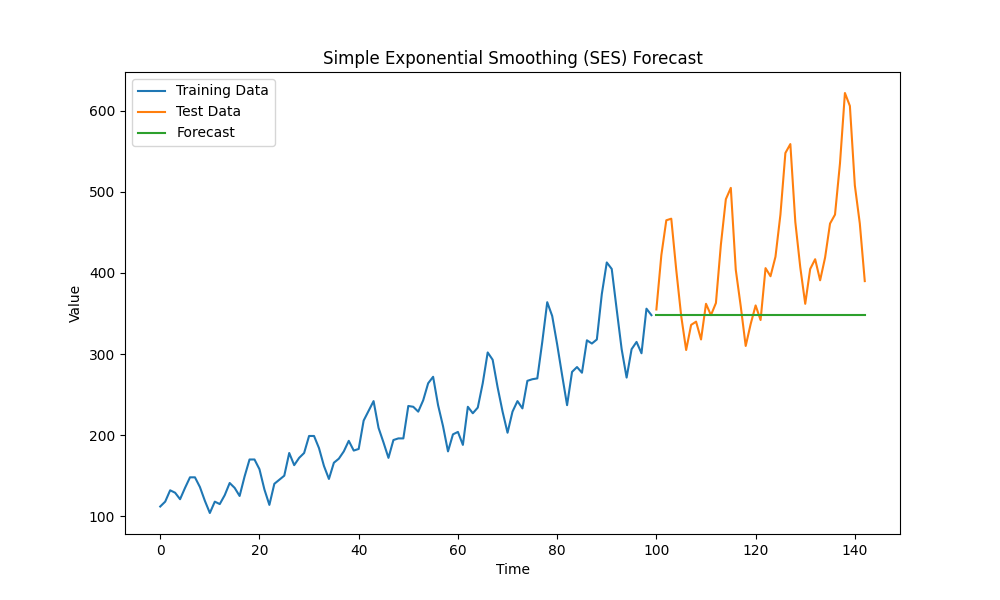 Simple Exponential Smoothing (SES) Forecast
Training Data
Test Data
Forecast
600
500
400
300
200
100
Value
0 20 40 60 80 100 120 140
Time